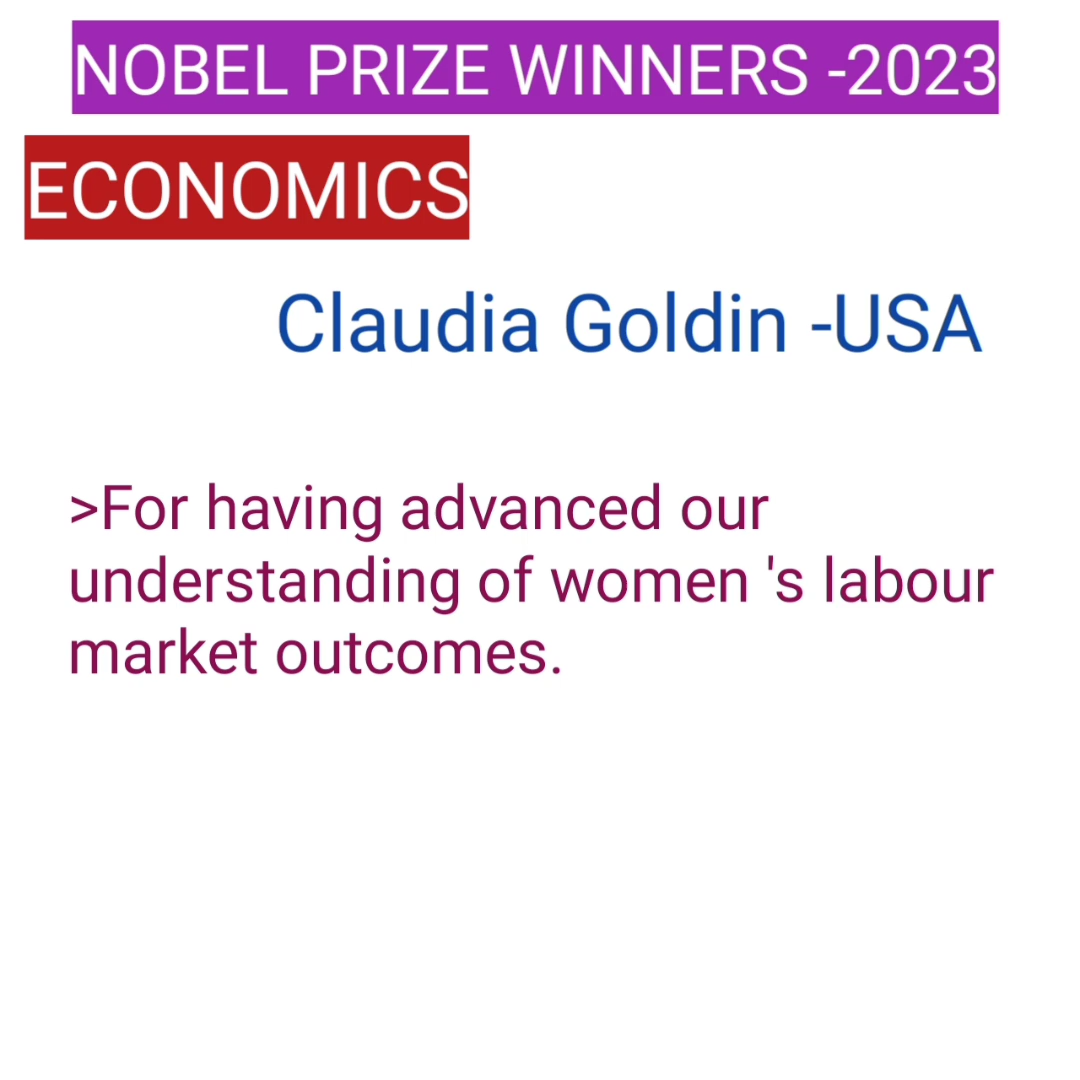 NOBEL PRIZE WINNERS -2023
ECONOMICS
Claudia Goldin -USA
>For having advanced our
understanding of women 's labour
market outcomes.